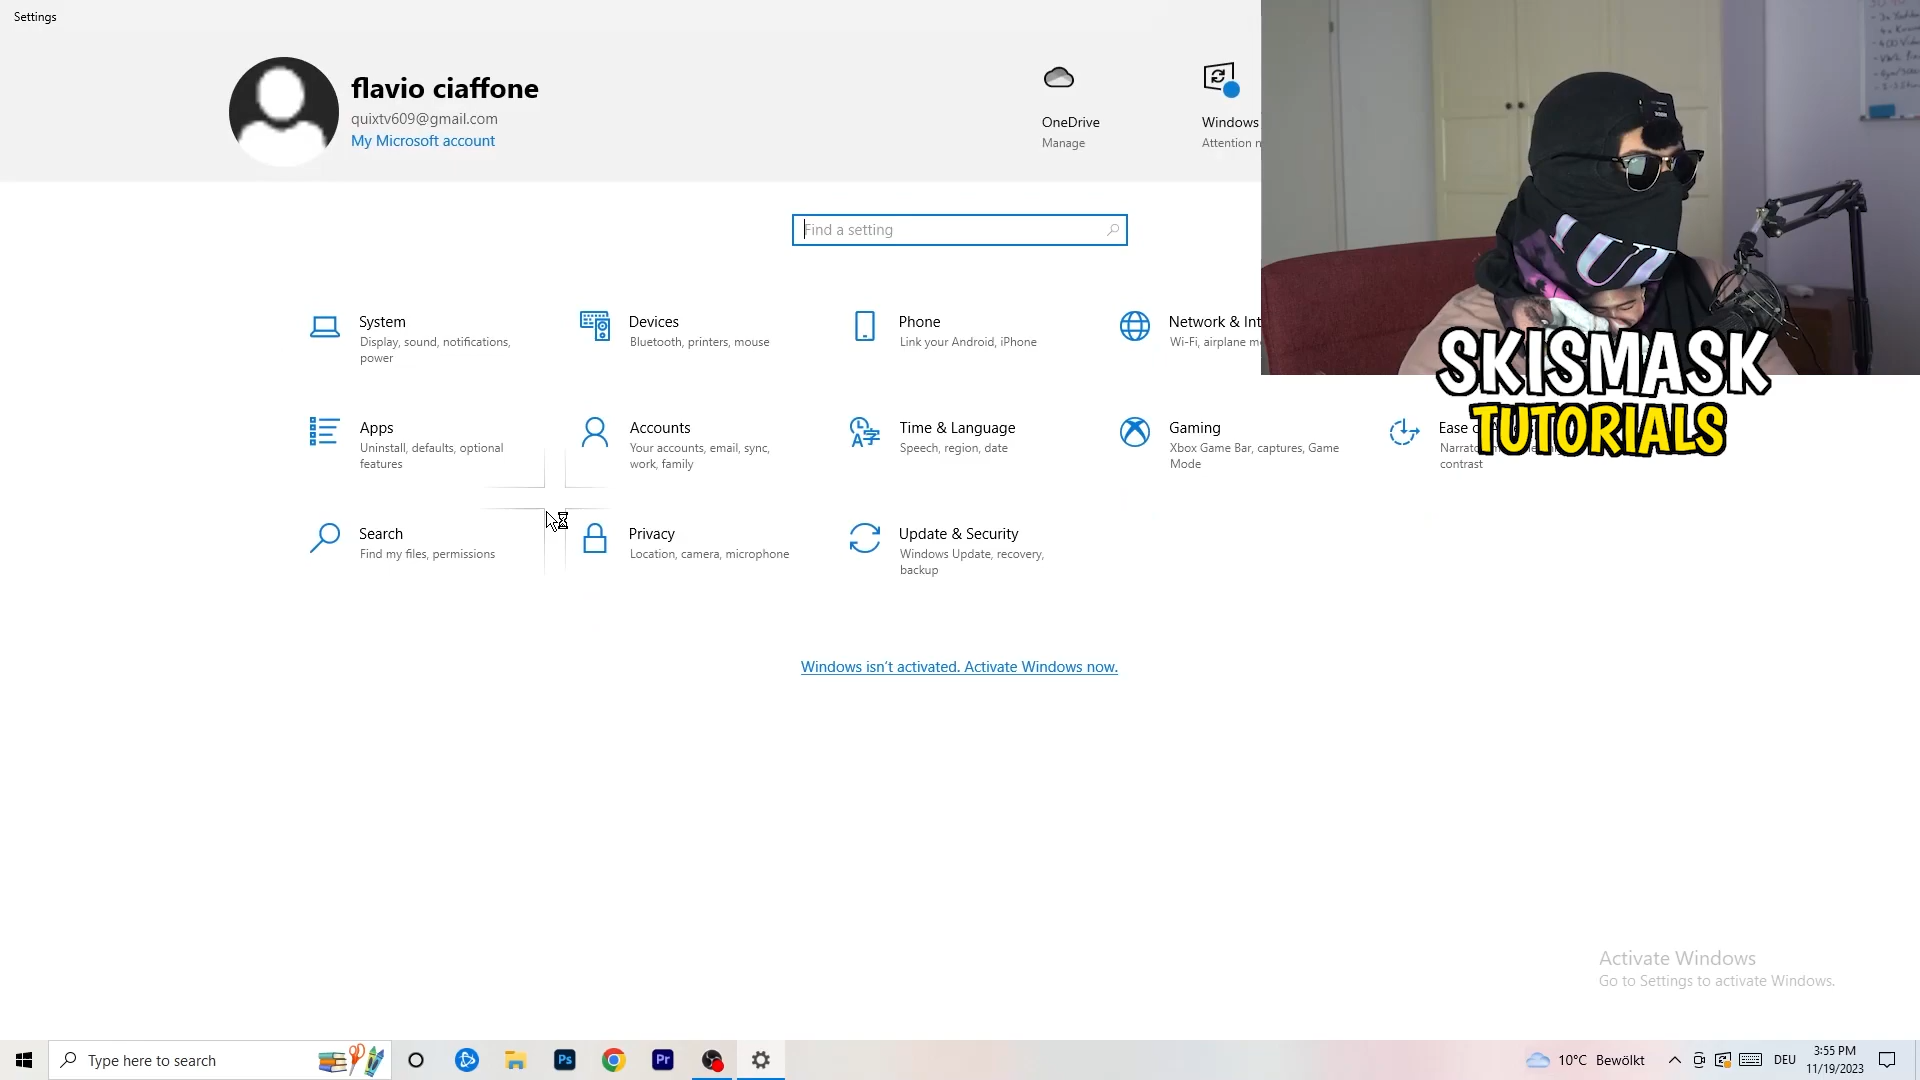 Settings
flavio ciaffone
quixtv609@gmail.com
My Microsoft account
OneDrive
Manage
Windows
Attention
Find a setting
System
Display, sound, notifications,
power
Devices
Bluetooth, printers, mouse
Phone
Link your Android, iPhone
Network & Int
Wi-Fi, airplane
SKISMASK
TUTORIALS
Apps
Uninstall, defaults, optional
features
Accounts
Your accounts, email, sync,
work, family
Time & Language
Speech, region, date
Gaming
Xbox Game Bar, captures, Game
Mode
Ease
contrast
Search
Find my files, permissions
Privacy
Location, camera, microphone
Update & Security
Windows Update, recovery,
backup
Windows isn't activated. Activate Windows now.
Activate Windows
Go to Settings to activate Windows.
Type here to search
Ps
Pr
10°C Bewölkt
DEU
3:55 PM
11/19/2023